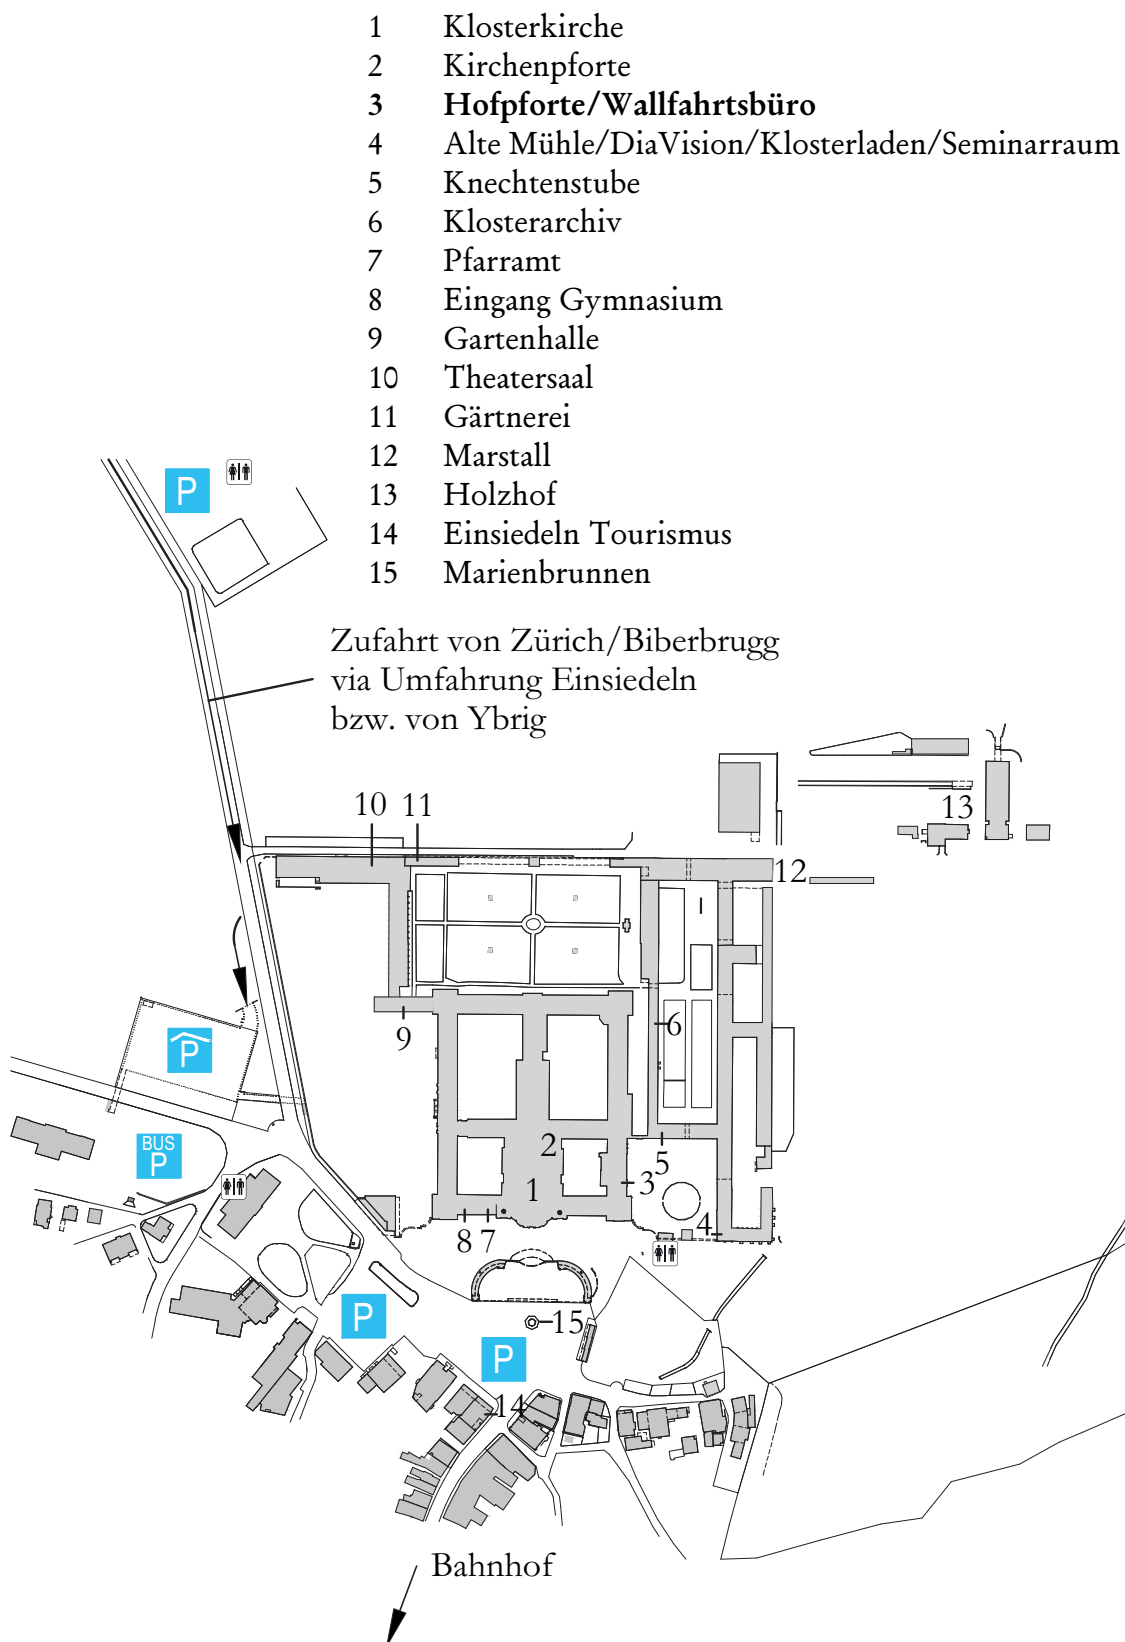 1 Klosterkirche
2 Kirchenpforte
3 Hofpforte/Wallfahrtsbüro
4 Alte Mühle/DiaVision/Klosterladen/Seminarraum
5 Knechtenstube
6 Klosterarchiv
7 Pfarramt
8 Eingang Gymnasium
9 Gartenhalle
10 Theatersaal
11 Gärtnerei
12 Marstall
13 Holzhof
14 Einsiedeln Tourismus
15 Marienbrunnen
P
Zufahrt von Zürich/Biberbrugg
via Umfahrung Einsiedeln
bzw. von Ybrig
10 11
13
12
9
6
P
BUS
P
2
5
1
3
8 7
4
P
15
P
14
Bahnhof